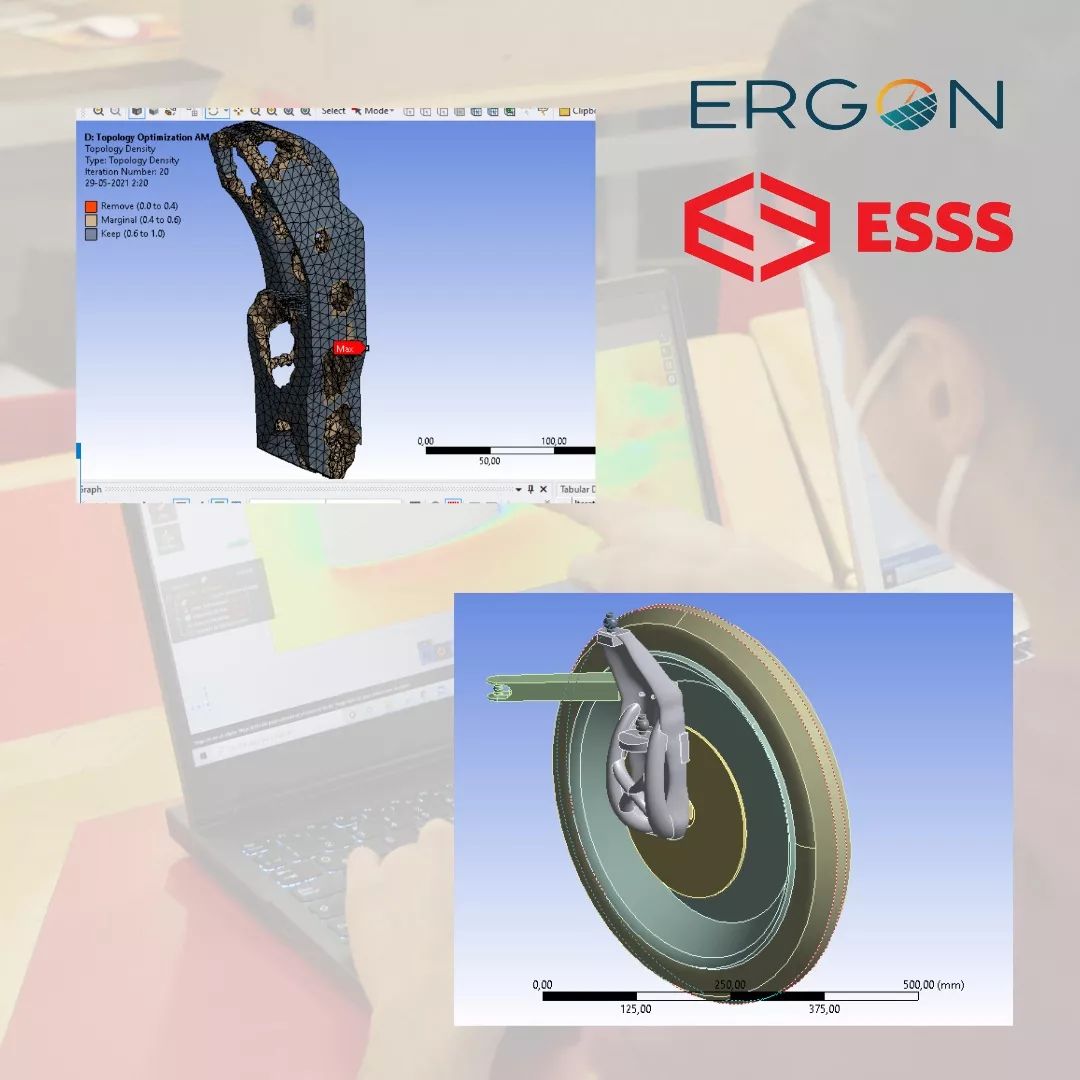 ERGON
ESSS
Select Mode
D: Topology Optimization AM
Topology Density
Type: Topology Density
Iteration Number: 20
29-05-2021 2:20
Remove (0.0 to 0.4)
Marginal (0.4 to 0.6)
Keep (0.6 to 1.0)
Max
0,00 100,00
50,00
0,00 250,00 500,00 (mm)
125,00 375,00